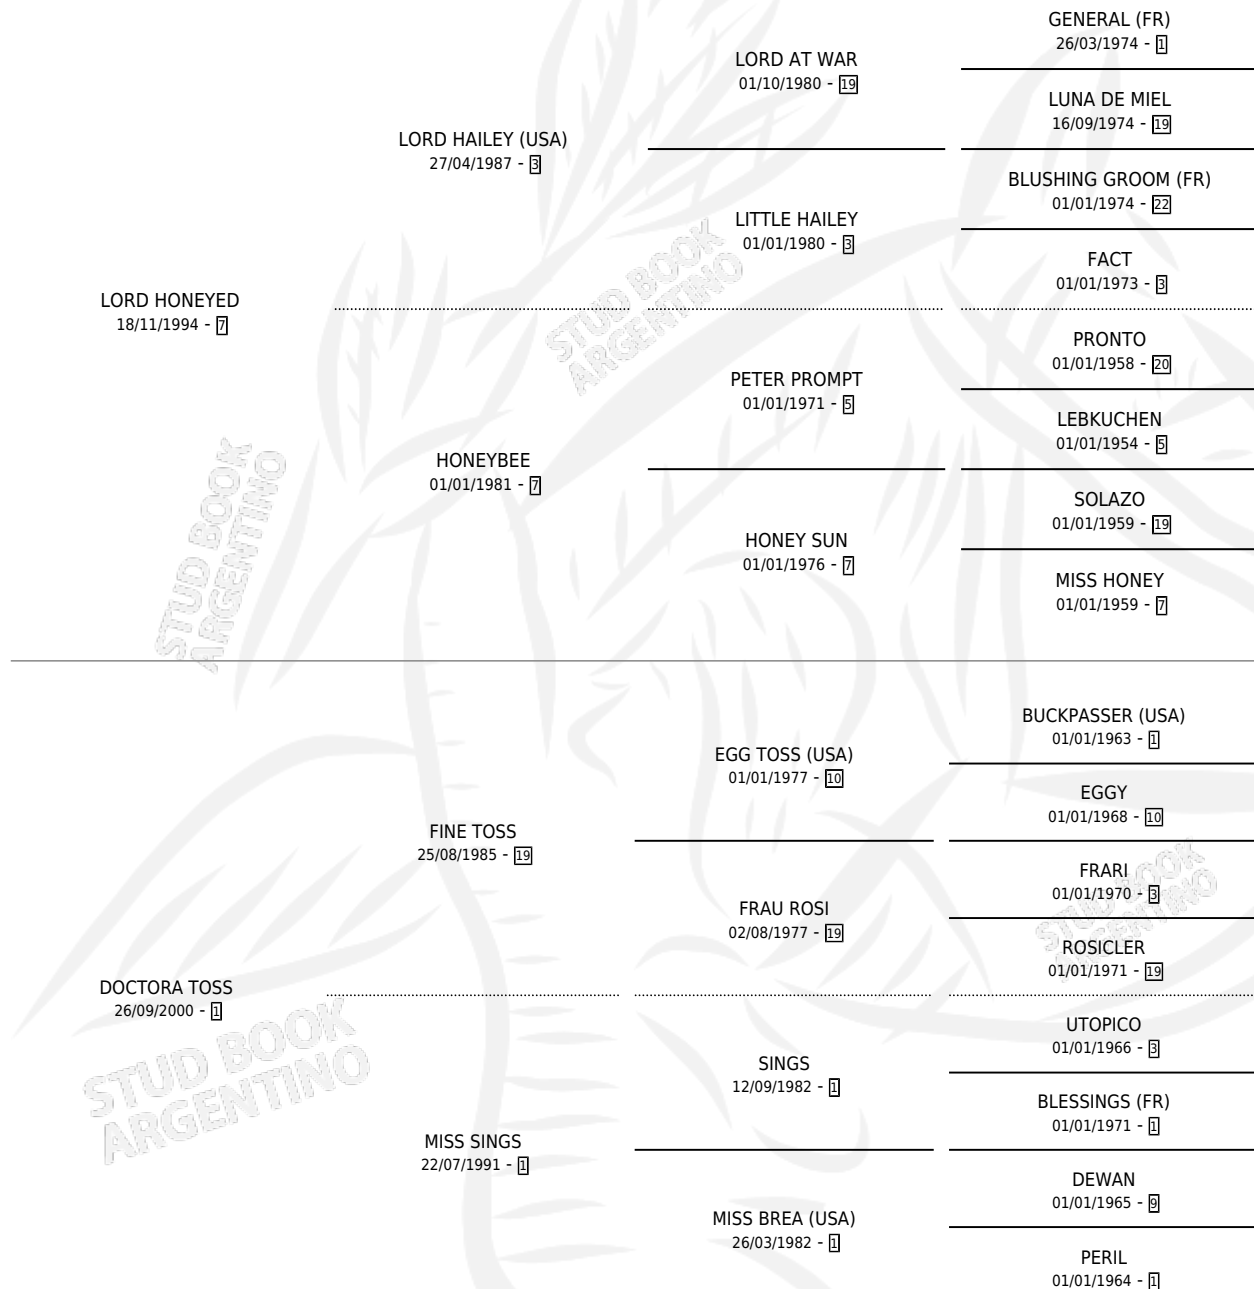 GENERAL (FR)
26/03/1974 - 1
LORD AT WAR
01/10/1980 - 19
LUNA DE MIEL
16/09/1974 - 19
LORD HAILEY (USA)
27/04/1987 - 3
BLUSHING GROOM (FR)
01/01/1974 - 22
LITTLE HAILEY
01/01/1980 - 3
FACT
01/01/1973 - 3
LORD HONEYED
18/11/1994 - 7
PRONTO
01/01/1958 - 20
PETER PROMPT
01/01/1971 - 5
LEBKUCHEN
01/01/1954 - 5
HONEYBEE
01/01/1981 - 7
SOLAZO
01/01/1959 - 19
HONEY SUN
01/01/1976 - 7
MISS HONEY
01/01/1959 - 7
STUD BOOK
ARGENTINO
STUD BOOK
ARGENTINO
BUCKPASSER (USA)
01/01/1963 - 1
EGG TOSS (USA)
01/01/1977 - 10
EGGY
01/01/1968 - 10
FINE TOSS
25/08/1985 - 19
FRARI
01/01/1970 - 3
FRAU ROSI
02/08/1977 - 19
ROSICLER
01/01/1971 - 19
STUD BOOK
ARGENTINO
DOCTORA TOSS
26/09/2000 - 1
UTOPICO
01/01/1966 - 3
SINGS
12/09/1982 - 1
BLESSINGS (FR)
01/01/1971 - 1
MISS SINGS
22/07/1991 - 1
DEWAN
01/01/1965 - 9
MISS BREA (USA)
26/03/1982 - 1
PERIL
01/01/1964 - 1
STUD BOOK
ARGENTINO